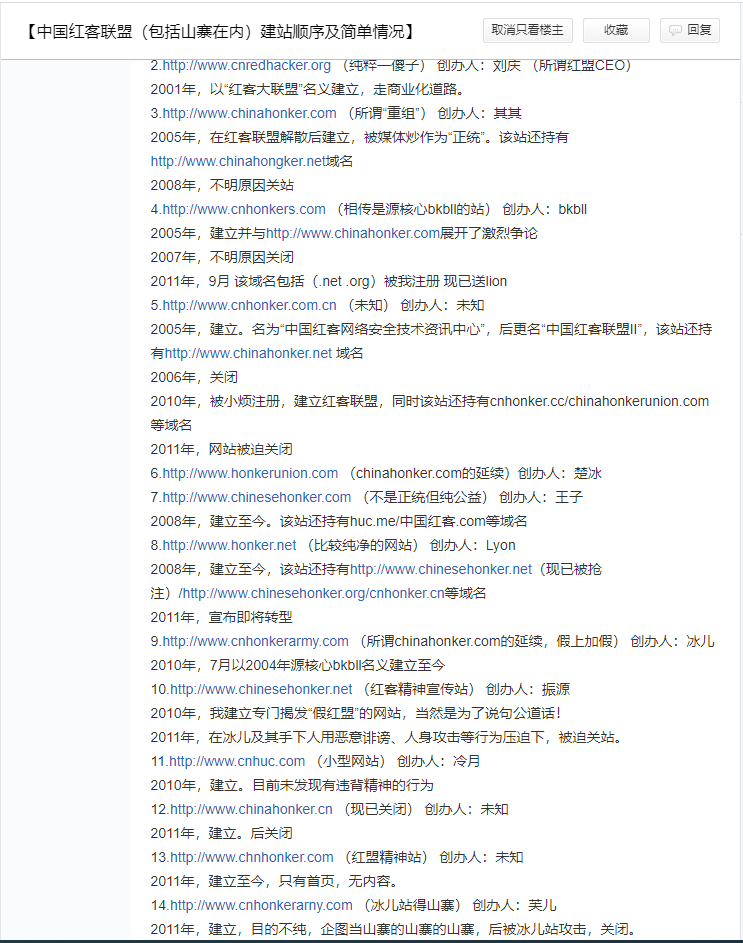 【中国红客联盟（包括山寨在内）建站顺序及简单情况】
取消只看楼主
收藏
回复
2.http://www.cnredhacker.org （纯粹一傻子） 创办人：刘庆 （所谓红盟CEO）
2001年，以“红客大联盟”名义建立，走商业化道路。
3.http://www.chinahonker.com （所谓“重组”） 创办人：其其
2005年，在红客联盟解散后建立，被媒体炒作为“正统”。该站还持有
http://www.chinahongker.net域名
2008年，不明原因关站
4.http://www.cnhonkers.com （相传是源核心bkbll的站） 创办人：bkbll
2005年，建立并与http://www.chinahonker.com展开了激烈争论
2007年，不明原因关闭
2011年，9月 该域名包括（.net .org）被我注册 现已送lion
5.http://www.cnhonker.com.cn （未知） 创办人：未知
2005年，建立。名为“中国红客网络安全技术资讯中心”，后更名“中国红客联盟II”，该站还持
有http://www.chinahonker.net 域名
2006年，关闭
2010年，被小烦注册，建立红客联盟，同时该站还持有cnhonker.cc/chinahonkerunion.com
等域名
2011年，网站被迫关闭
6.http://www.honkerunion.com （chinahonker.com的延续）创办人：楚冰
7.http://www.chinesehonker.com （不是正统但纯公益） 创办人：王子
2008年，建立至今。该站还持有huc.me/中国红客.com等域名
8.http://www.honker.net （比较纯净的网站） 创办人：Lyon
2008年，建立至今，该站还持有http://www.chinesehonker.net（现已被抢
注）/http://www.chinesehonker.org/cnhonker.cn等域名
2011年，宣布即将转型
9.http://www.cnhonkerarmy.com （所谓chinahonker.com的延续，假上加假） 创办人：冰儿
2010年，7月以2004年源核心bkbll名义建立至今
10.http://www.chinesehonker.net （红客精神宣传站） 创办人：振源
2010年，我建立专门揭发“假红盟”的网站，当然是为了说句公道话！
2011年，在冰儿及其手下人用恶意诽谤、人身攻击等行为压迫下，被迫关站。
11.http://www.cnhuc.com （小型网站） 创办人：冷月
2010年，建立。目前未发现有违背精神的行为
12.http://www.chinahonker.cn （现已关闭） 创办人：未知
2011年，建立。后关闭
13.http://www.chnhonker.com （红盟精神站） 创办人：未知
2011年，建立至今，只有首页，无内容。
14.http://www.cnhonkerarny.com （冰儿站得山寨） 创办人：芙儿
2011年，建立，目的不纯，企图当山寨的山寨的山寨，后被冰儿站攻击，关闭。